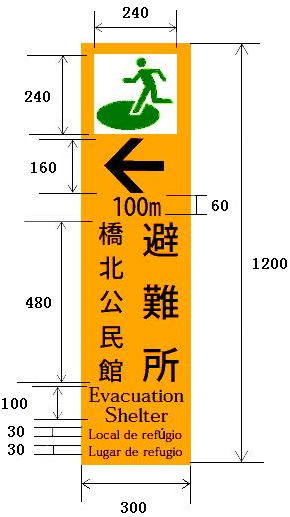 240
240
160
100m
60
避難所
橋北公民館
480
1200
Evacuation
Shelter
100
Local de refúgio
30
Lugar de refugio
30
300